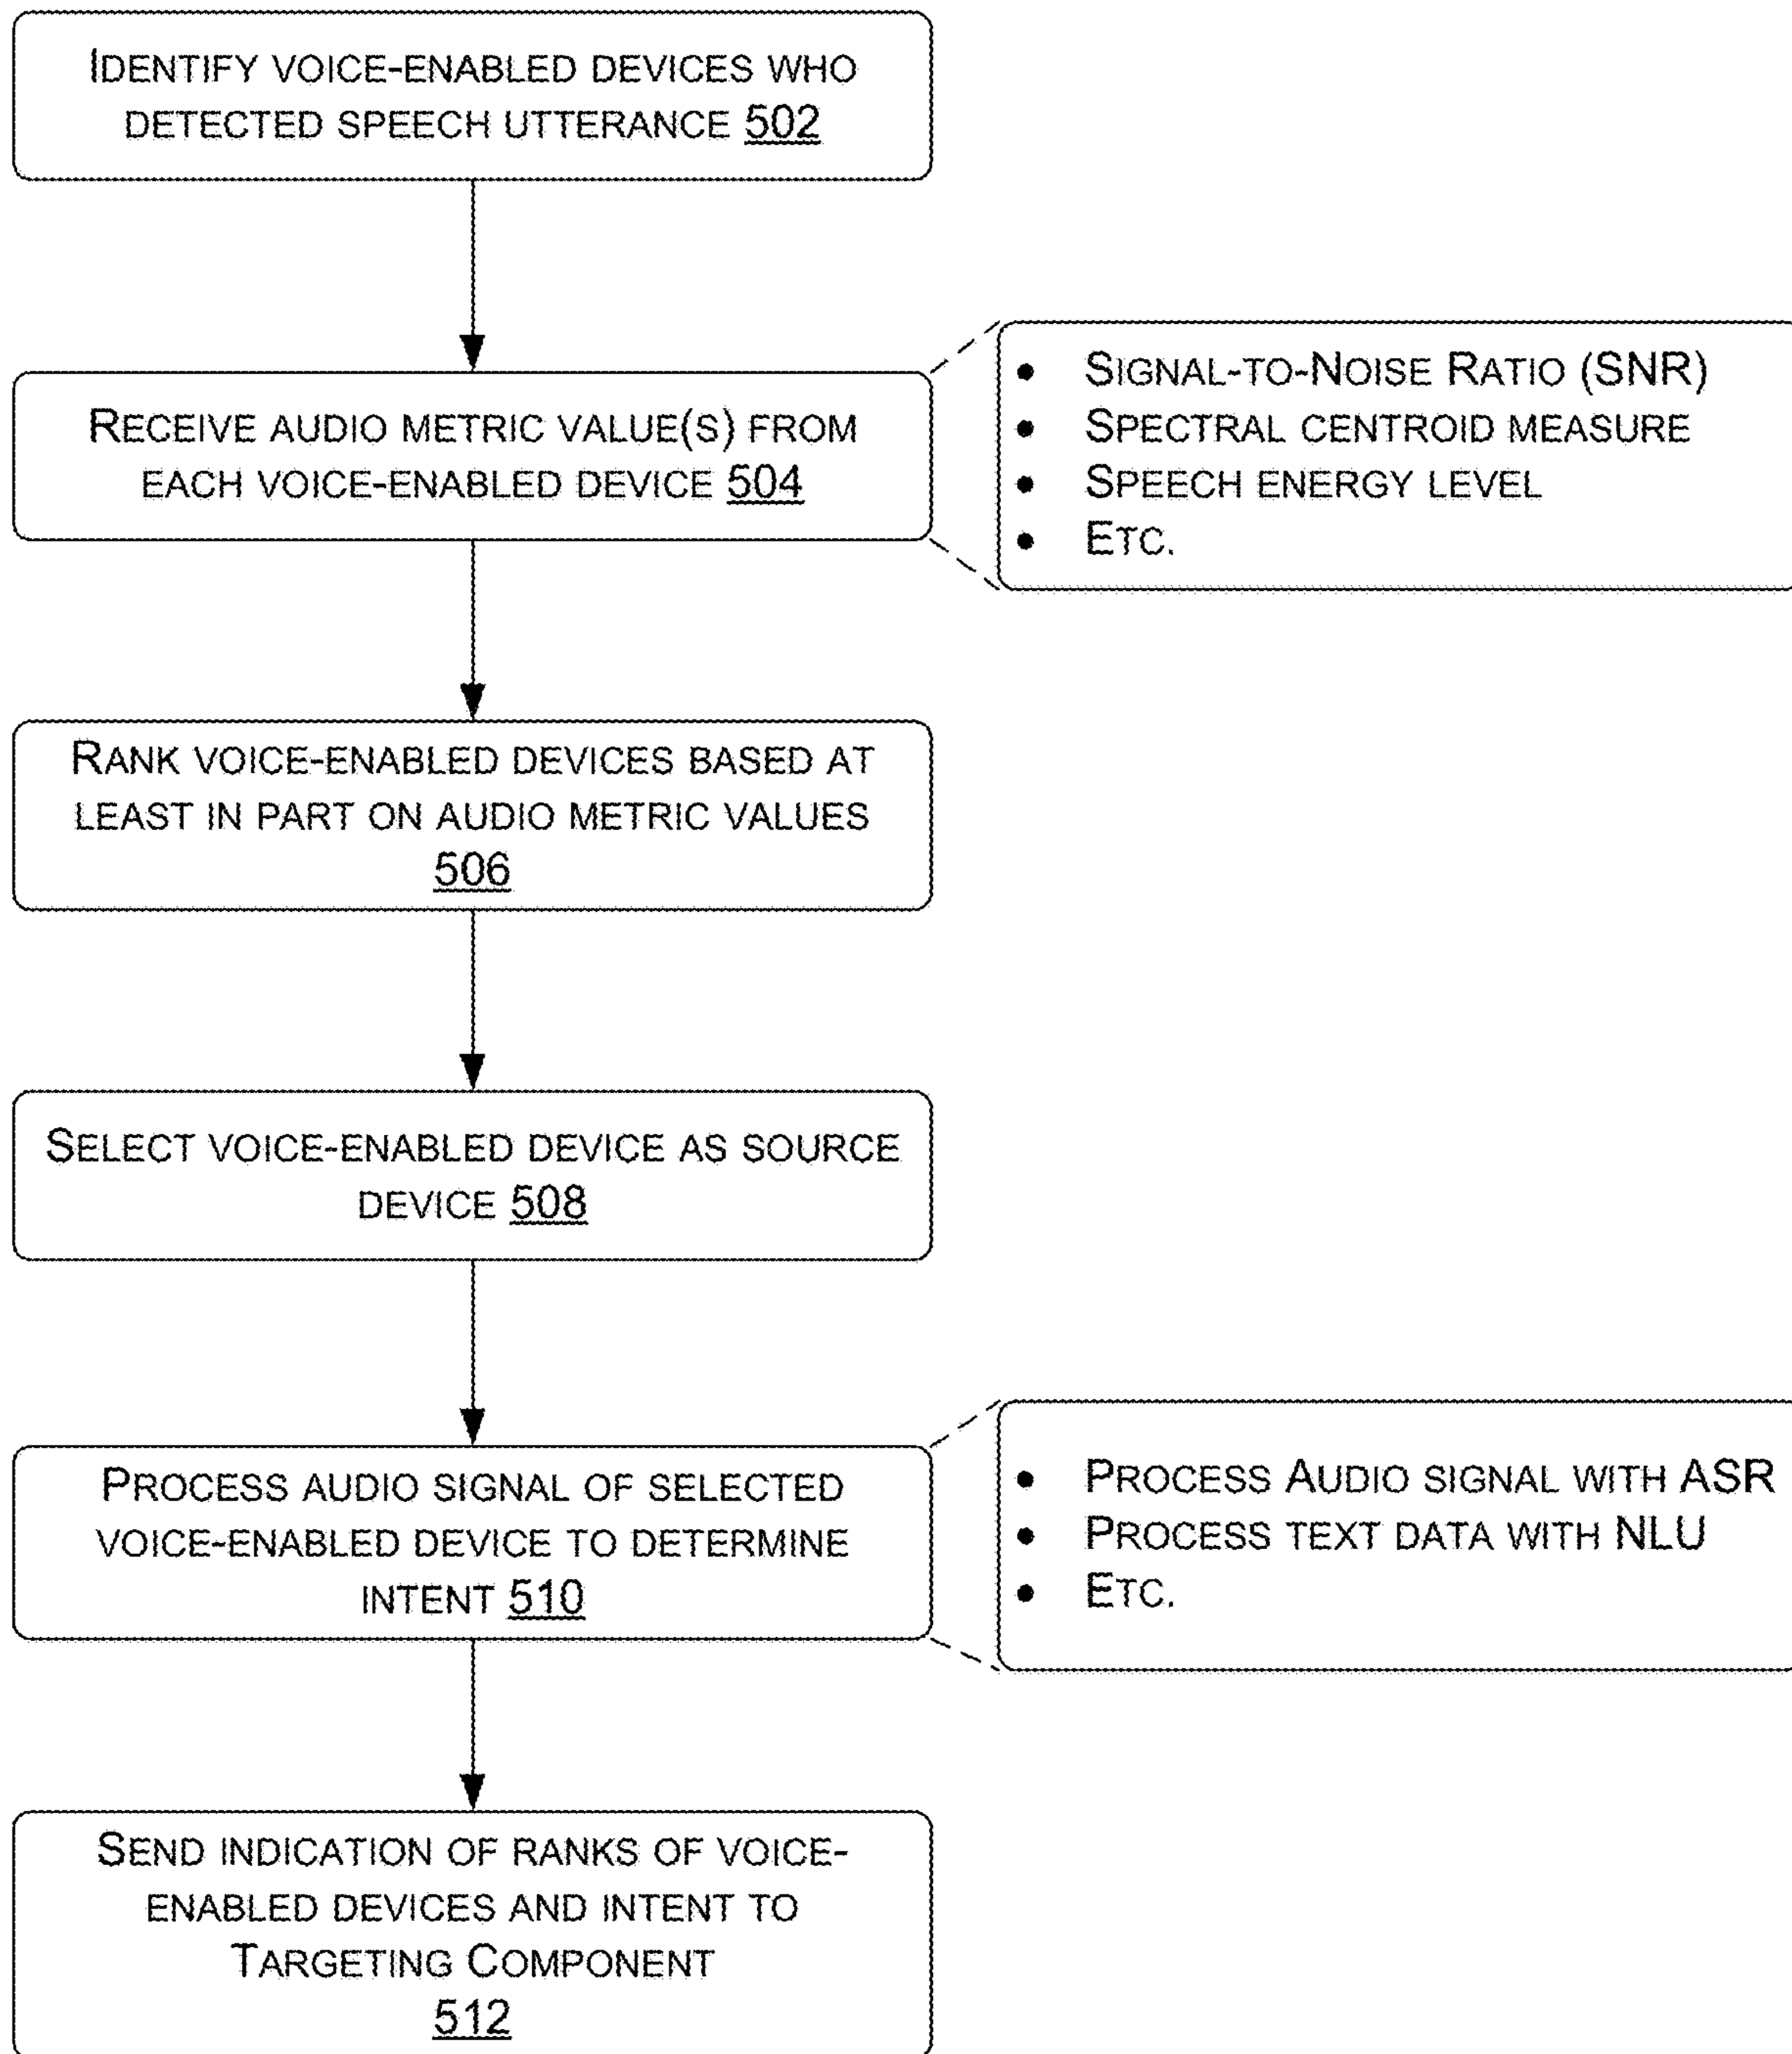 IDENTIFY VOICE-ENABLED DEVICES WHO
DETECTED SPEECH UTTERANCE 502
RECEIVE AUDIO METRIC VALUE(S) FROM
EACH VOICE-ENABLED DEVICE 504
• SIGNAL-TO-NOISE RATIO (SNR)
• SPECTRAL CENTROID MEASURE
• SPEECH ENERGY LEVEL
• ETC.
RANK VOICE-ENABLED DEVICES BASED AT
LEAST IN PART ON AUDIO METRIC VALUES
506
SELECT VOICE-ENABLED DEVICE AS SOURCE
DEVICE 508
PROCESS AUDIO SIGNAL OF SELECTED
VOICE-ENABLED DEVICE TO DETERMINE
INTENT 510
• PROCESS AUDIO SIGNAL WITH ASR
• PROCESS TEXT DATA WITH NLU
• ETC.
SEND INDICATION OF RANKS OF VOICE-
ENABLED DEVICES AND INTENT TO
TARGETING COMPONENT
512